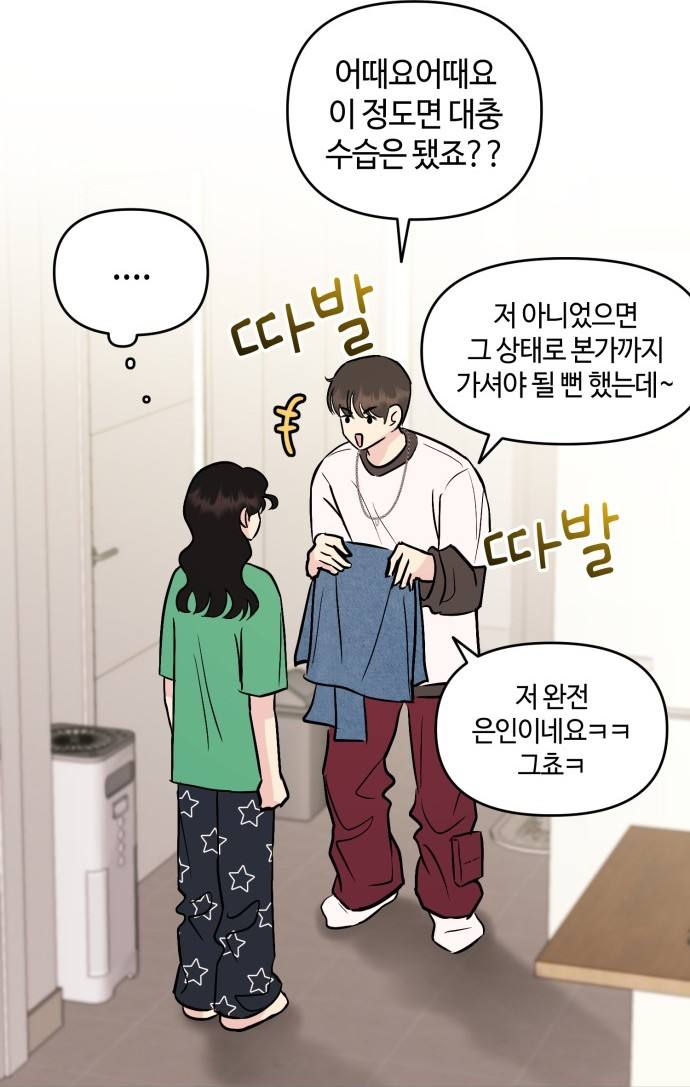 어때요어때요
이 정도면 대충
수습은 됐죠??
....
따발
저 아니었으면
그 상태로 본가까지
가셔야 될 뻔 했는데~
따발
저 완전
은인이네요ㅋㅋ
그쵸ㅋ